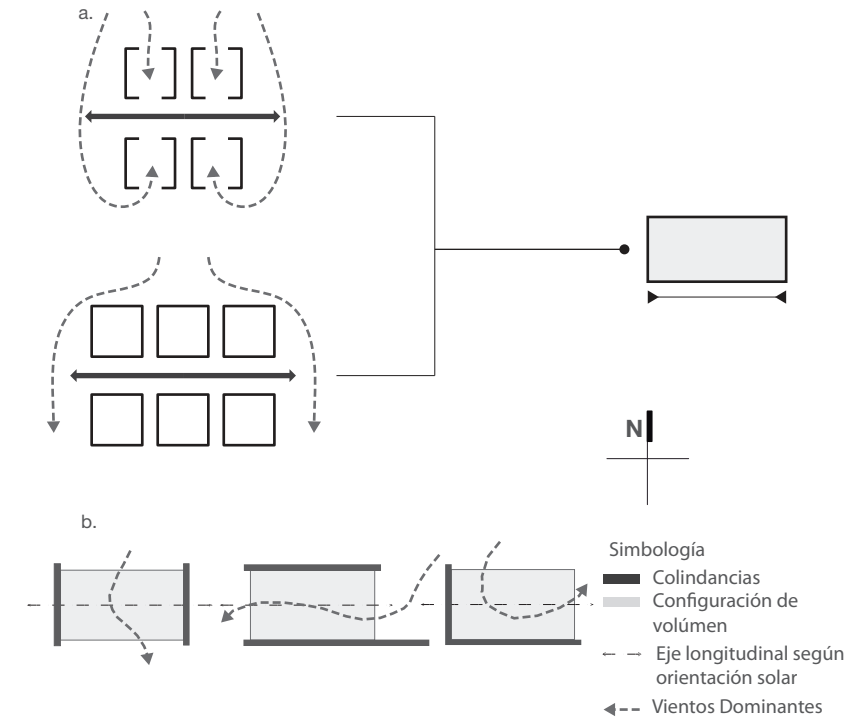 a.
N
b.
Simbología
Colindancias
Configuración de
volúmen
Eje longitudinal según
orientación solar
Vientos Dominantes